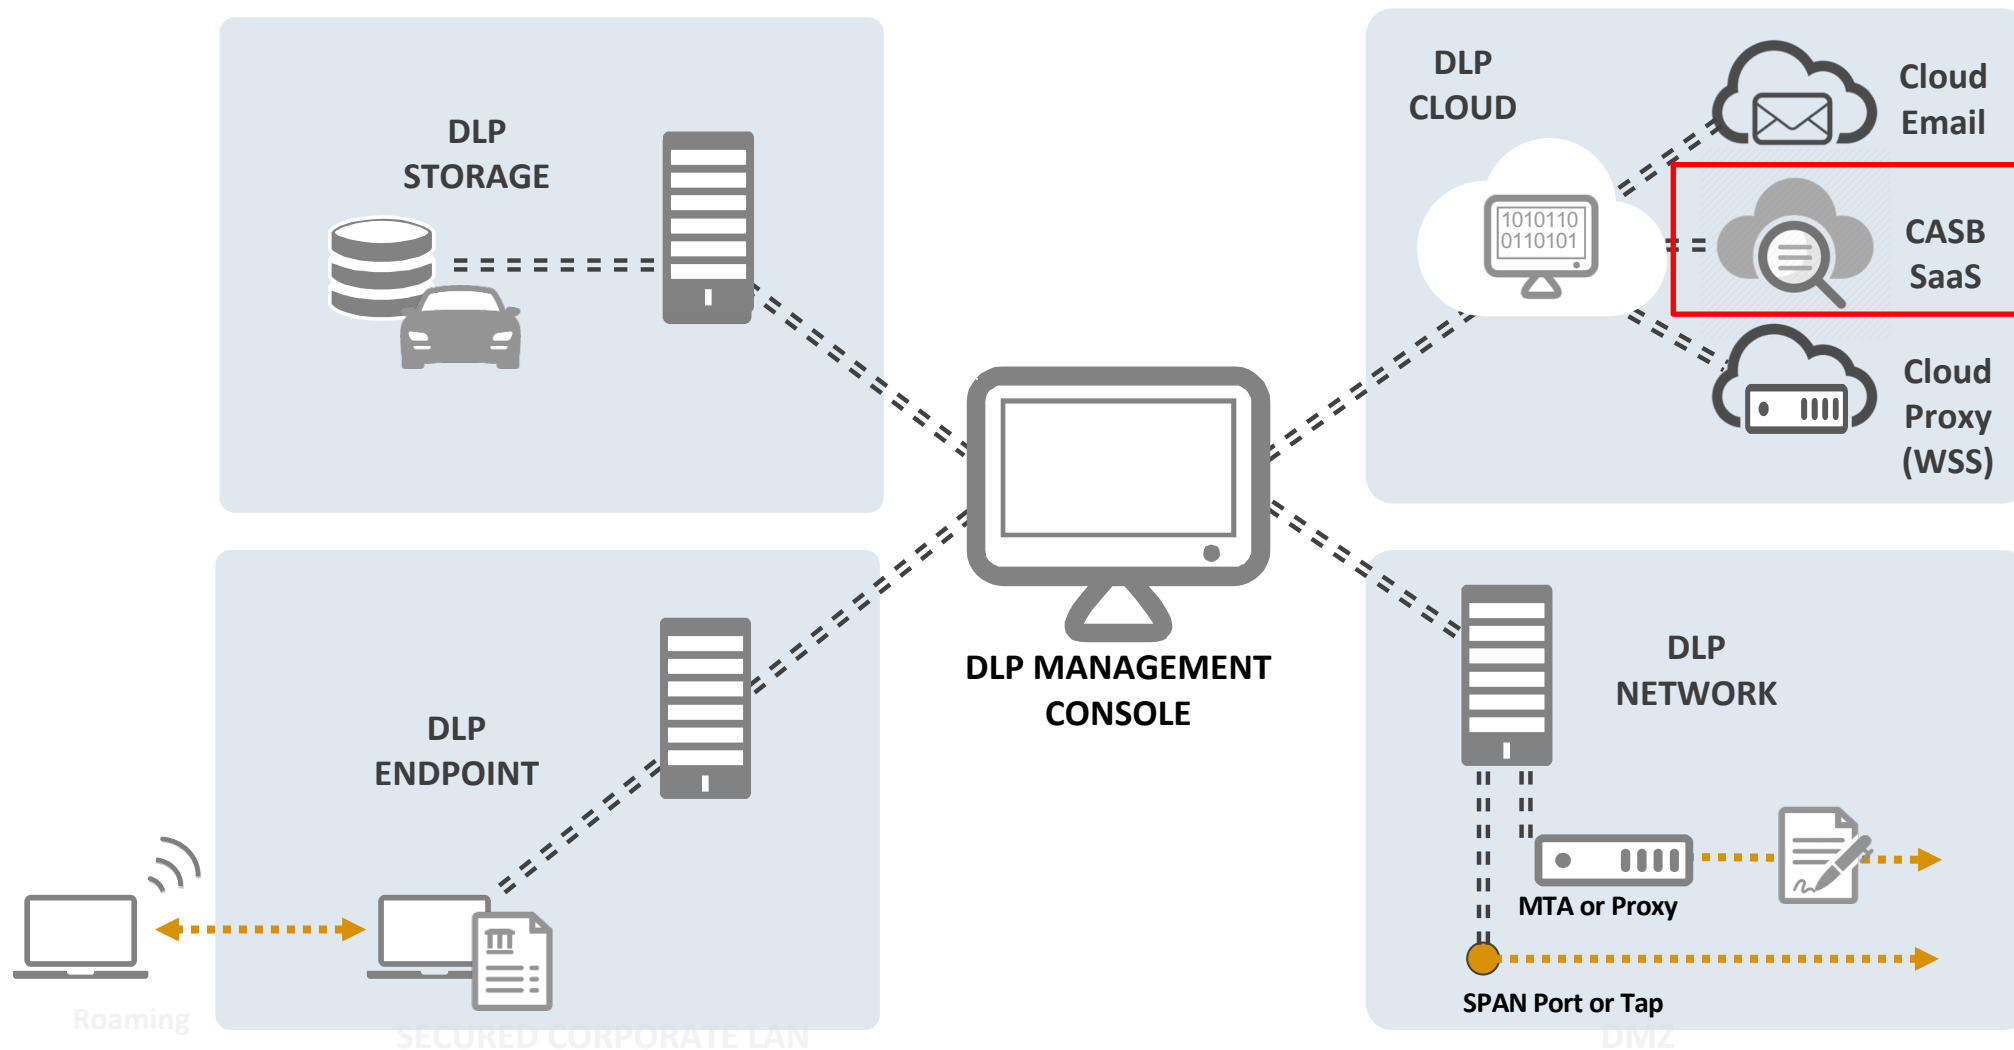 DLP
STORAGE
DLP
CLOUD
1010110
0110101
Cloud
Email
CASB
SaaS
Cloud
Proxy
(WSS)
DLP MANAGEMENT
CONSOLE
DLP
ENDPOINT
DLP
NETWORK
MTA or Proxy
SPAN Port or Tap
Roaming
SECURED CORPORATE LAN
DMZ